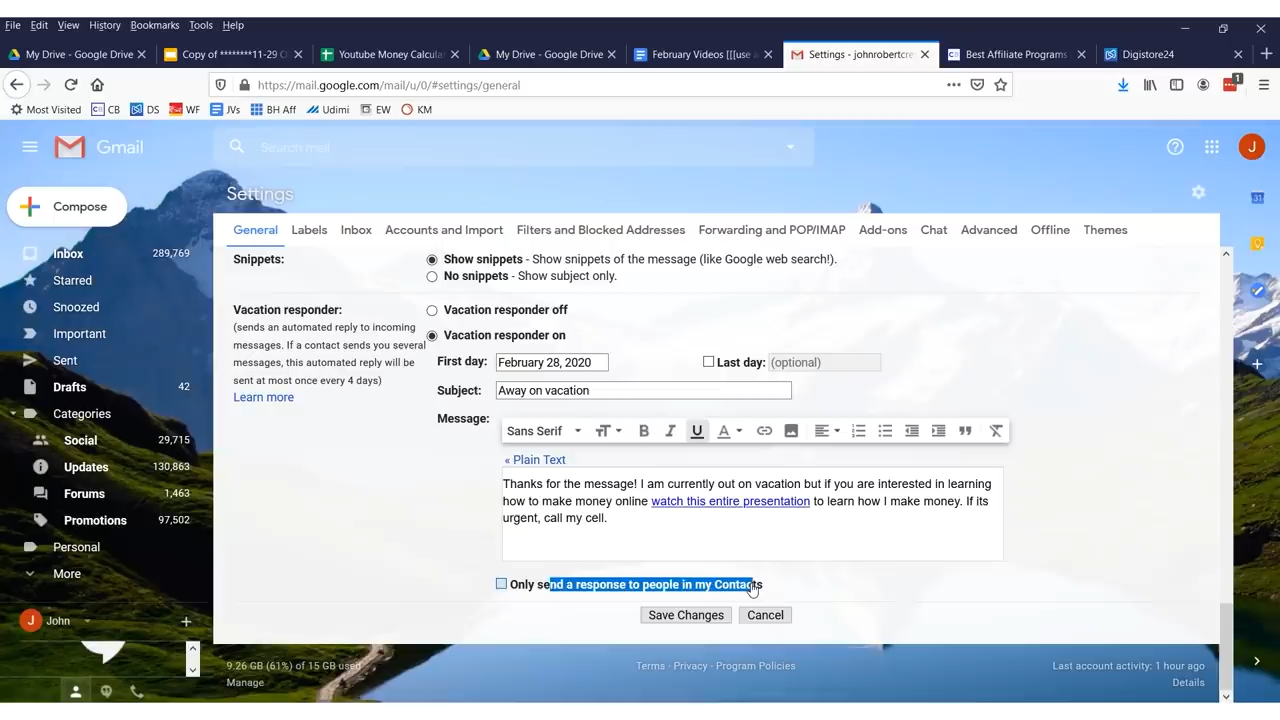 File Edit View History Bookmarks Tools Help
My Drive - Google Drive
Copy of ********11-29 C
Youtube Money Calcula
My Drive - Google Drive
February Videos [[[use a
Settings - johnrobertcre
Best Affiliate Programs
Digistore24
https://mail.google.com/mail/u/0/#settings/general
1
Most Visited CB DS WF JVs BH Aff Udimi EW KM
Gmail
Search mail
J
Compose
Settings
General Labels Inbox Accounts and Import Filters and Blocked Addresses Forwarding and POP/IMAP Add-ons Chat Advanced Offline Themes
Inbox 289,769
Starred
Snoozed
Important
Sent
Drafts 42
Categories
Social 29,715
Updates 130,863
Forums 1,463
Promotions 97,502
Personal
More
J John
Snippets:
Show snippets - Show snippets of the message (like Google web search!).
No snippets - Show subject only.
Vacation responder:
(sends an automated reply to incoming
messages. If a contact sends you several
messages, this automated reply will be
sent at most once every 4 days)
Learn more
Vacation responder off
Vacation responder on
First day: February 28, 2020 Last day: (optional)
Subject: Away on vacation
Message:
Sans Serif
« Plain Text
Thanks for the message! I am currently out on vacation but if you are interested in learning
how to make money online watch this entire presentation to learn how I make money. If its
urgent, call my cell.
Only send a response to people in my Contacts
Save Changes Cancel
9.26 GB (61%) of 15 GB used
Manage
Terms · Privacy · Program Policies
Last account activity: 1 hour ago
Details
31